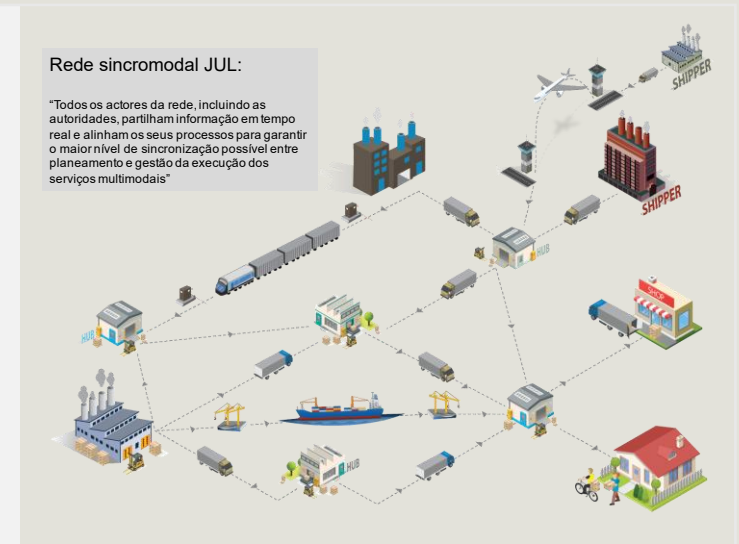 Rede sincromodal JUL:
“Todos os actores da rede, incluindo as
autoridades, partilham informação em tempo
real e alinham os seus processos para garantir
o maior nível de sincronização possível entre
planeamento e gestão da execução dos
serviços multimodais”
SHIPPER
SHIPPER
HUB
SHOP
HUB
HUB